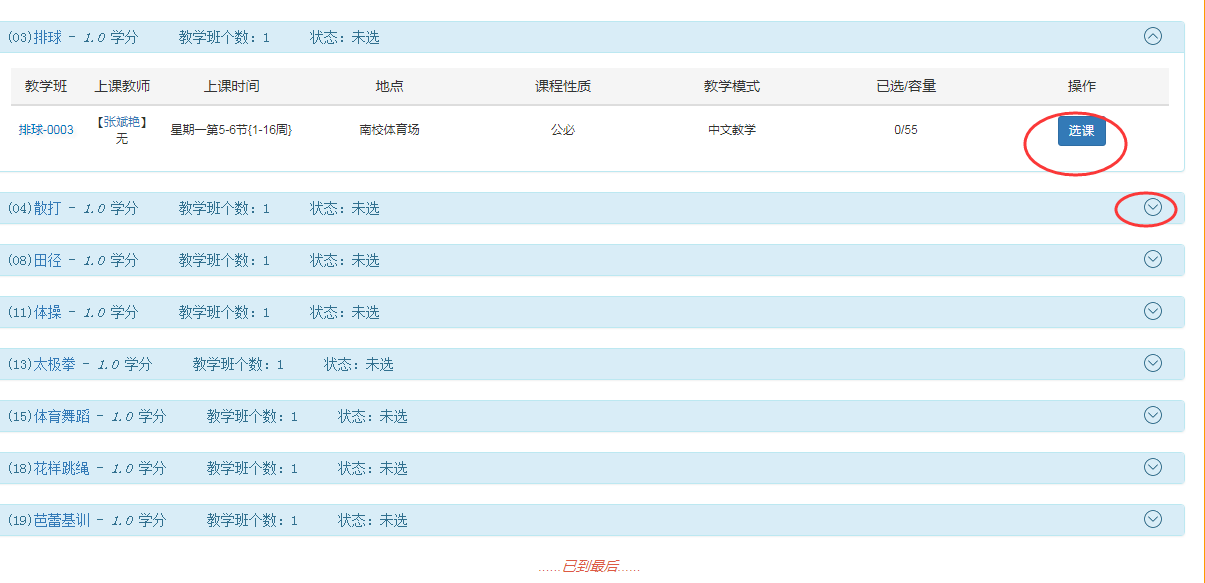 (03)排球 - 1.0 学分 教学班个数：1 状态：未选
教学班 上课教师 上课时间 地点 课程性质 教学模式 已选/容量 操作
排球-0003 【张斌艳】 星期一第5-6节{1-16周} 南校体育场 公必 中文教学 0/55 选课
无
(04)散打 - 1.0 学分 教学班个数：1 状态：未选
(08)田径 - 1.0 学分 教学班个数：1 状态：未选
(11)体操 - 1.0 学分 教学班个数：1 状态：未选
(13)太极拳 - 1.0 学分 教学班个数：1 状态：未选
(15)体育舞蹈 - 1.0 学分 教学班个数：1 状态：未选
(18)花样跳绳 - 1.0 学分 教学班个数：1 状态：未选
(19)芭蕾基训 - 1.0 学分 教学班个数：1 状态：未选
......已到最后......